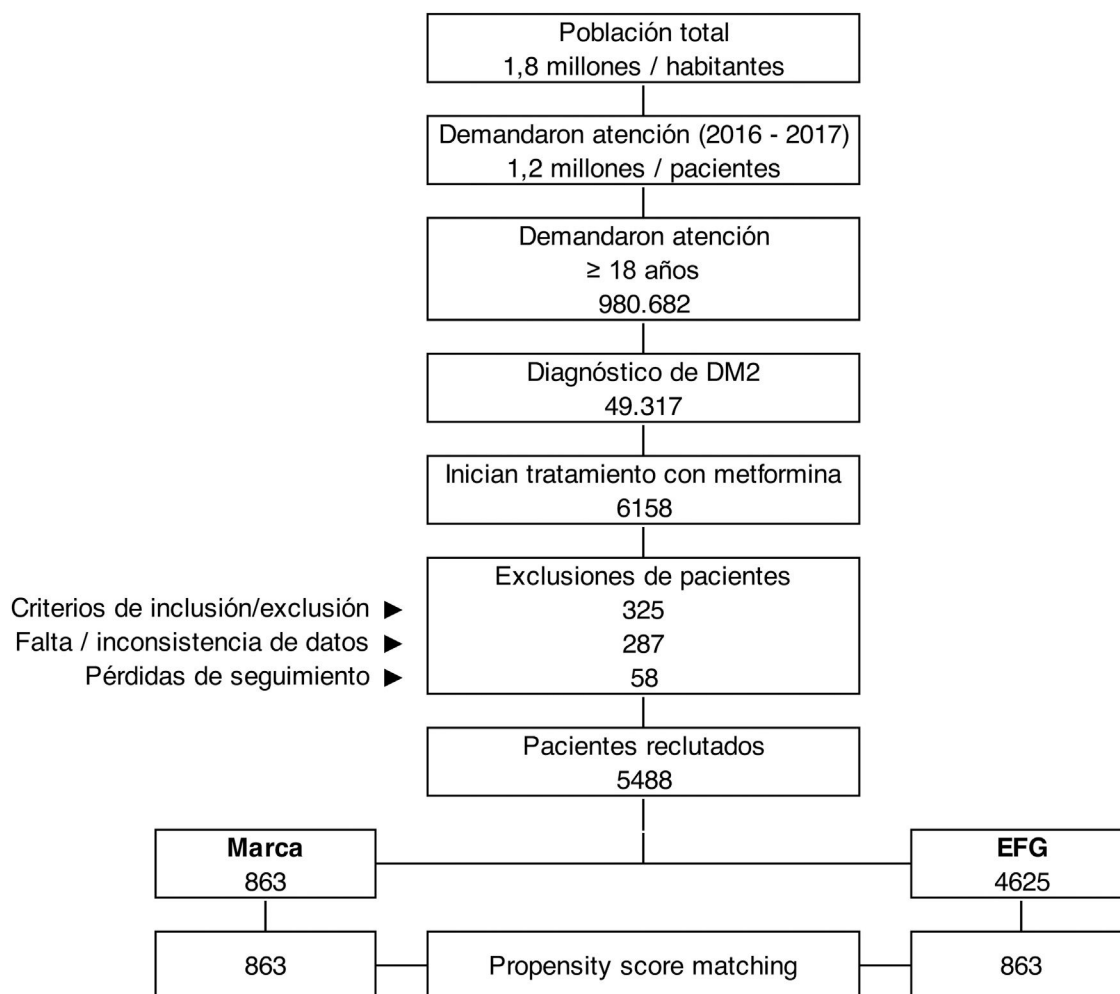 Población total
1,8 millones / habitantes
Demandaron atención (2016 - 2017)
1,2 millones / pacientes
Demandaron atención
≥ 18 años
980.682
Diagnóstico de DM2
49.317
Inician tratamiento con metformina
6158
Exclusiones de pacientes
Criterios de inclusión/exclusión ► 325
Falta / inconsistencia de datos ► 287
Pérdidas de seguimiento ► 58
Pacientes reclutados
5488
Marca
863
EFG
4625
863
Propensity score matching
863